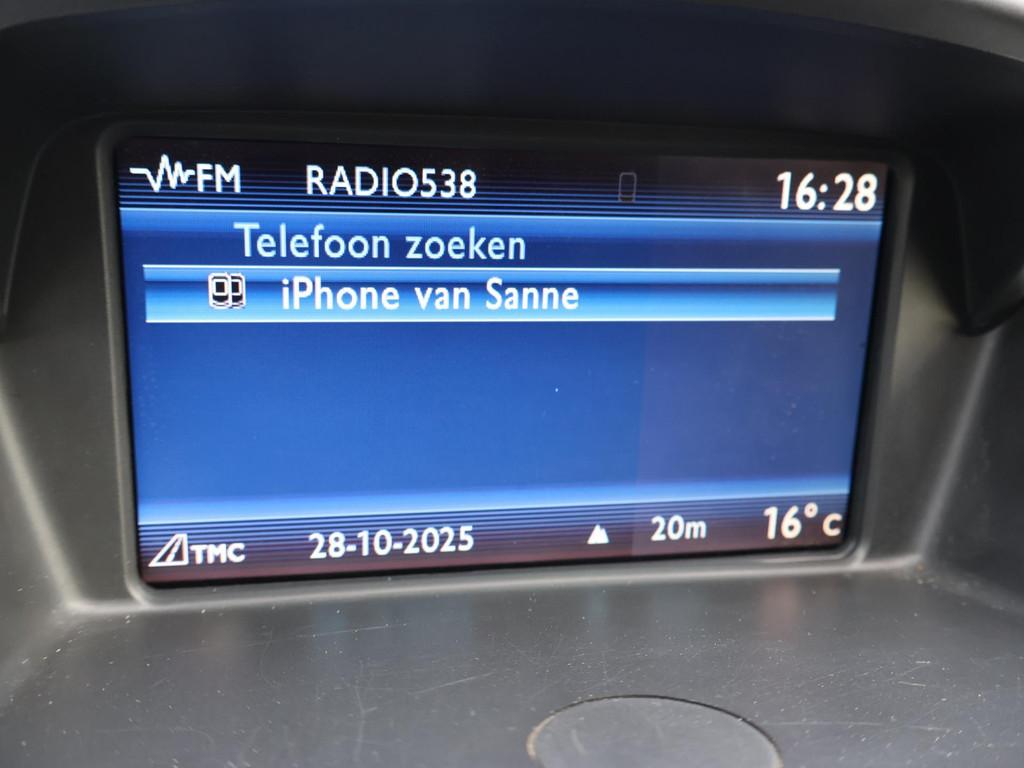 FM RADIO538 16:28
Telefoon zoeken
iPhone van Sanne
TMC 28-10-2025 20m 16°C